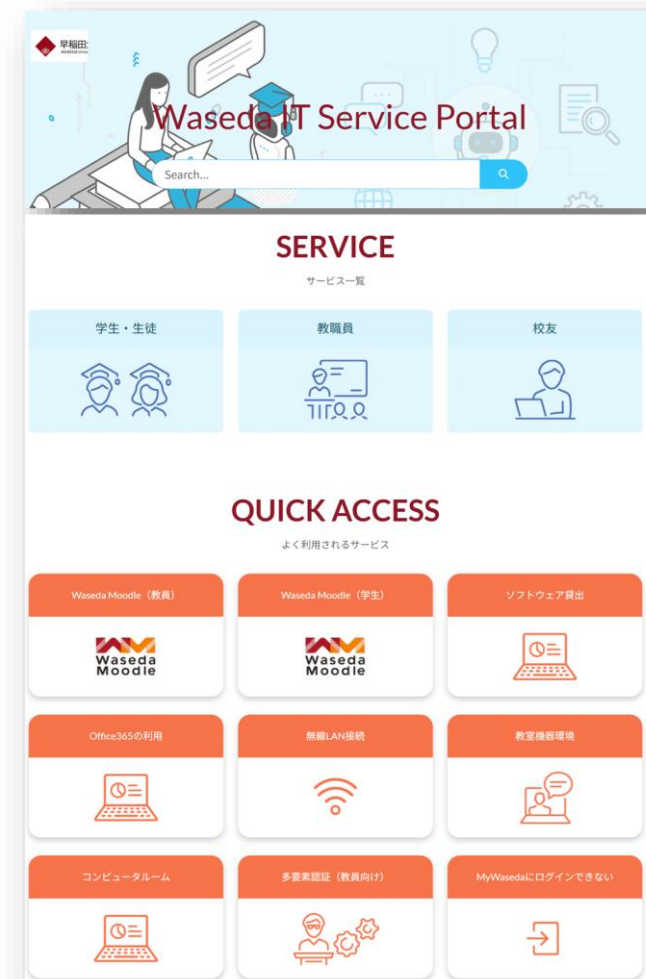 早稲田
Waseda IT Service Portal
Search...
SERVICE
サービス一覧
学生・生徒
教職員
校友
QUICK ACCESS
よく利用されるサービス
Waseda Moodle（教員）
Waseda Moodle（学生）
ソフトウェア貸出
Waseda
Moodle
Waseda
Moodle
Office365の利用
無線LAN接続
教室機器環境
コンピュータルーム
多要素認証（教員向け）
MyWasedaにログインできない